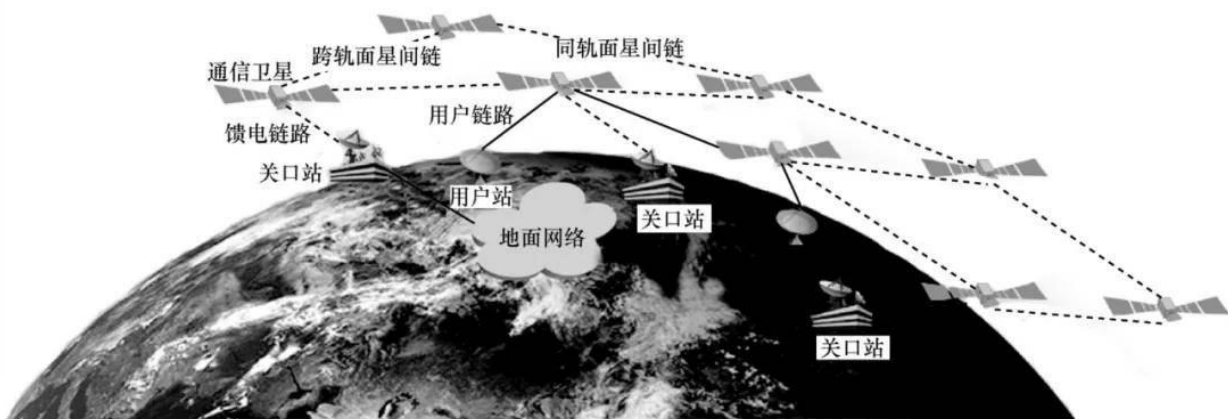 跨轨面星间链
同轨面星间链
通信卫星
用户链路
馈电链路
关口站
用户站
关口站
地面网络
关口站